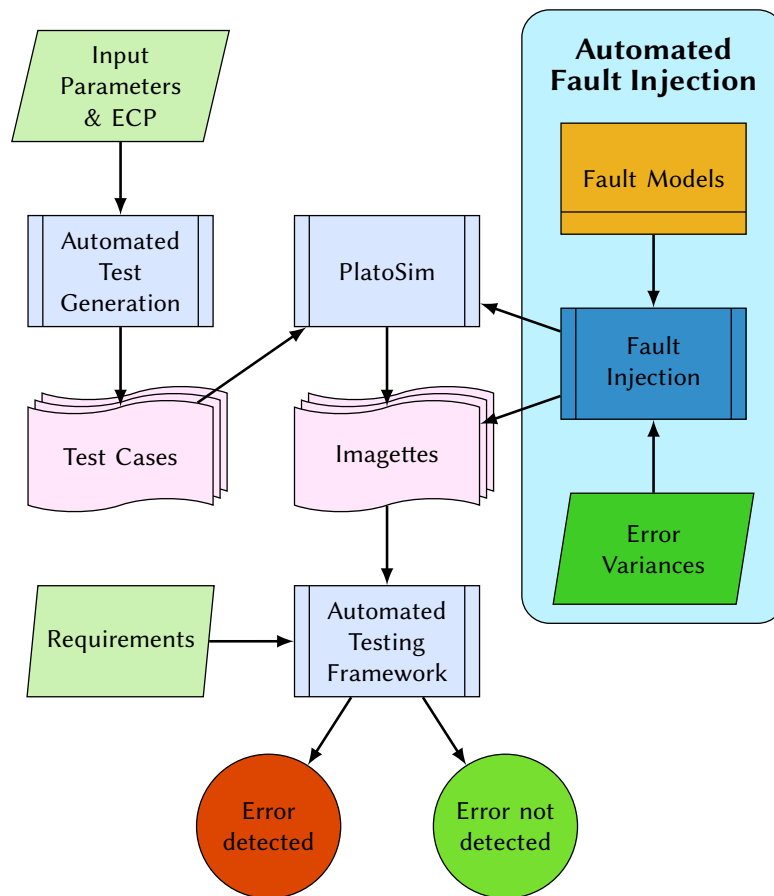 Input
Parameters
& ECP
Automated
Fault Injection
Fault Models
Automated
Test
Generation
PlatoSim
Fault
Injection
Test Cases
Imagettes
Error
Variances
Requirements
Automated
Testing
Framework
Error
detected
Error not
detected